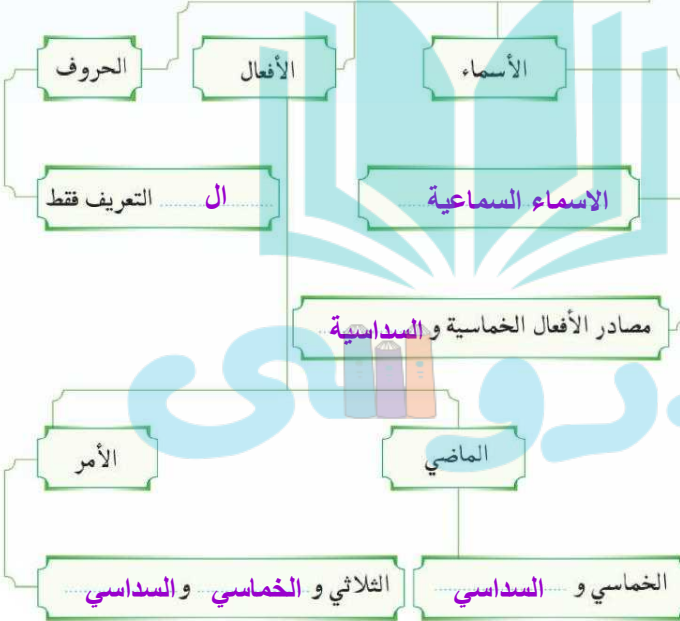 الأسماء
الأفعال
الحروف
الاسماء السماعية
ال التعريف فقط
مصادر الأفعال الخماسية و السداسية
الماضي
الأمر
الخماسي و السداسي
الثلاثي و الخماسي و السداسي